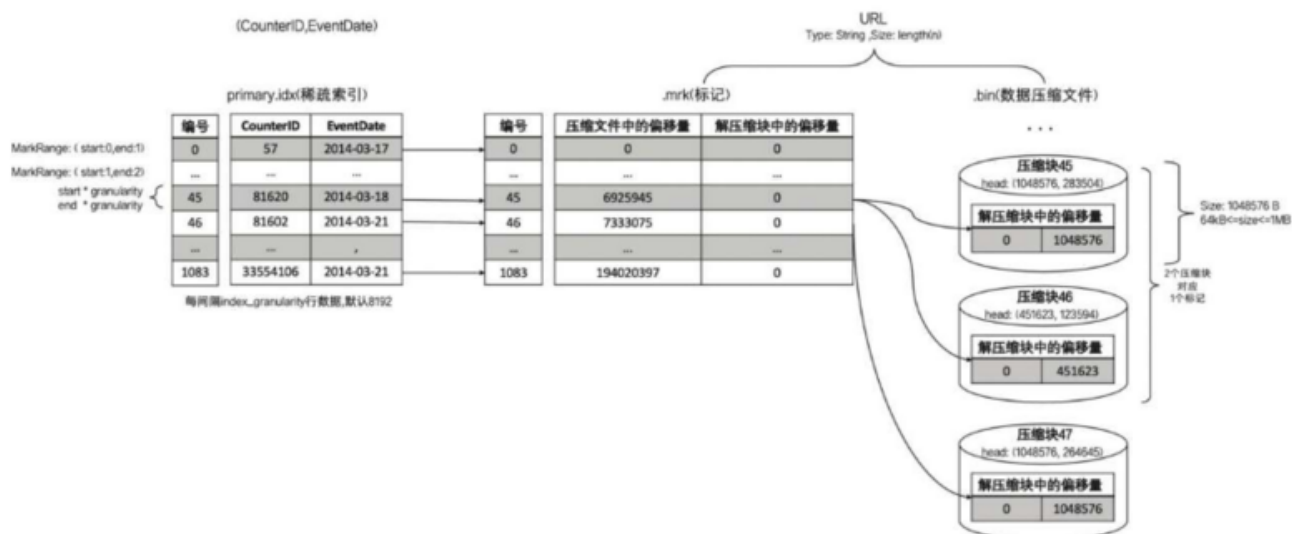 (CounterID,EventDate)
URL
Type: String ,Size: length(n)
primary.idx(稀疏索引)
.mrk(标记)
.bin(数据压缩文件)
编号 CounterID EventDate
编号 压缩文件中的偏移量 解压缩块中的偏移量
...
MarkRange: ( start:0,end:1)
0 57 2014-03-17
0 0 0
MarkRange: ( start:1,end:2)
... ... ...
... ... ...
start * granularity
end * granularity
45 81620 2014-03-18
45 6925945 0
46 81602 2014-03-21
46 7333075 0
... ... ,
... ... ...
1083 33554106 2014-03-21
1083 194020397 0
每间隔index_granularity行数据,默认8192
压缩块45
head: (1048576, 283504)
解压缩块中的偏移量
0 1048576
Size: 1048576 B
64kB<=size<=1MB
2个压缩块
对应
1个标记
压缩块46
head: (451623, 123594)
解压缩块中的偏移量
0 451623
压缩块47
head: (1048576, 264645)
解压缩块中的偏移量
0 1048576